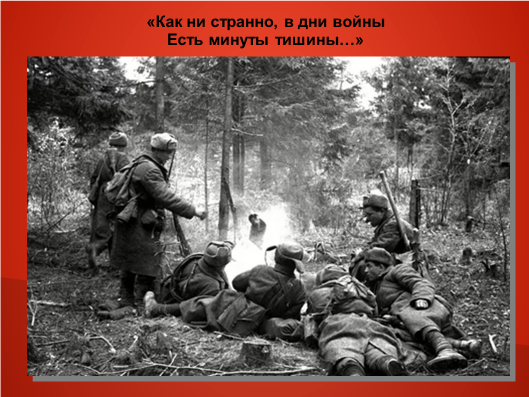 «Как ни странно, в дни войны
Есть минуты тишины…»